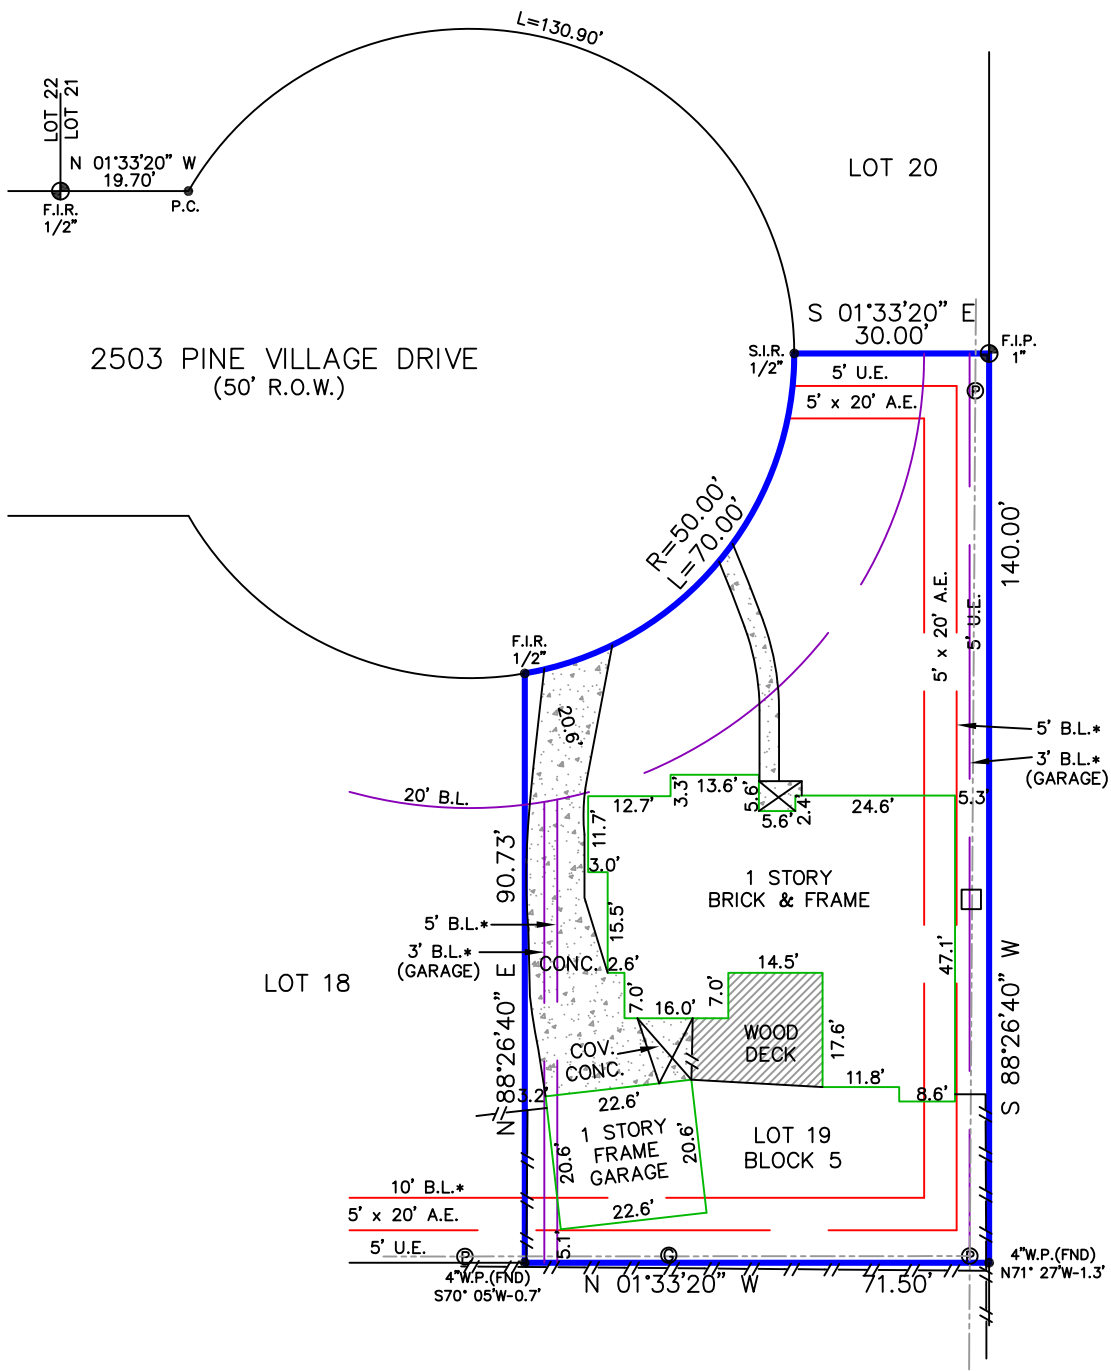 L=130.90'
LOT 22
LOT 21
N 01°33'20" W
19.70'
F.I.R.
1/2"
P.C.
LOT 20
S 01°33'20" E
30.00'
S.I.R.
1/2"
F.I.P.
1"
2503 PINE VILLAGE DRIVE
(50' R.O.W.)
5' U.E.
5' x 20' A.E.
P
R=50.00'
L=70.00'
140.00'
5' x 20' A.E.
5' U.E.
F.I.R.
1/2"
20.6'
5' B.L.*
3' B.L.*
(GARAGE)
20' B.L.
12.7'
3.3'
13.6'
5.6'
5.6'
2.4'
24.6'
5.3'
11.7'
3.0'
90.73'
N 88°26'40" E
1 STORY
BRICK & FRAME
5' B.L.*
3' B.L.*
(GARAGE)
15.5'
47.1'
LOT 18
CONC.
2.6'
14.5'
7.0'
16.0'
7.0'
S 88°26'40" W
COV.
CONC.
WOOD
DECK
17.6'
11.8'
8.6'
3.2'
22.6'
1 STORY
FRAME
GARAGE
20.6'
20.6'
22.6'
LOT 19
BLOCK 5
10' B.L.*
5' x 20' A.E.
5' U.E.
5.1'
P
G
P
4"W.P.(FND)
S70° 05'W-0.7'
N 01°33'20" W
71.50'
4"W.P.(FND)
N71° 27'W-1.3'